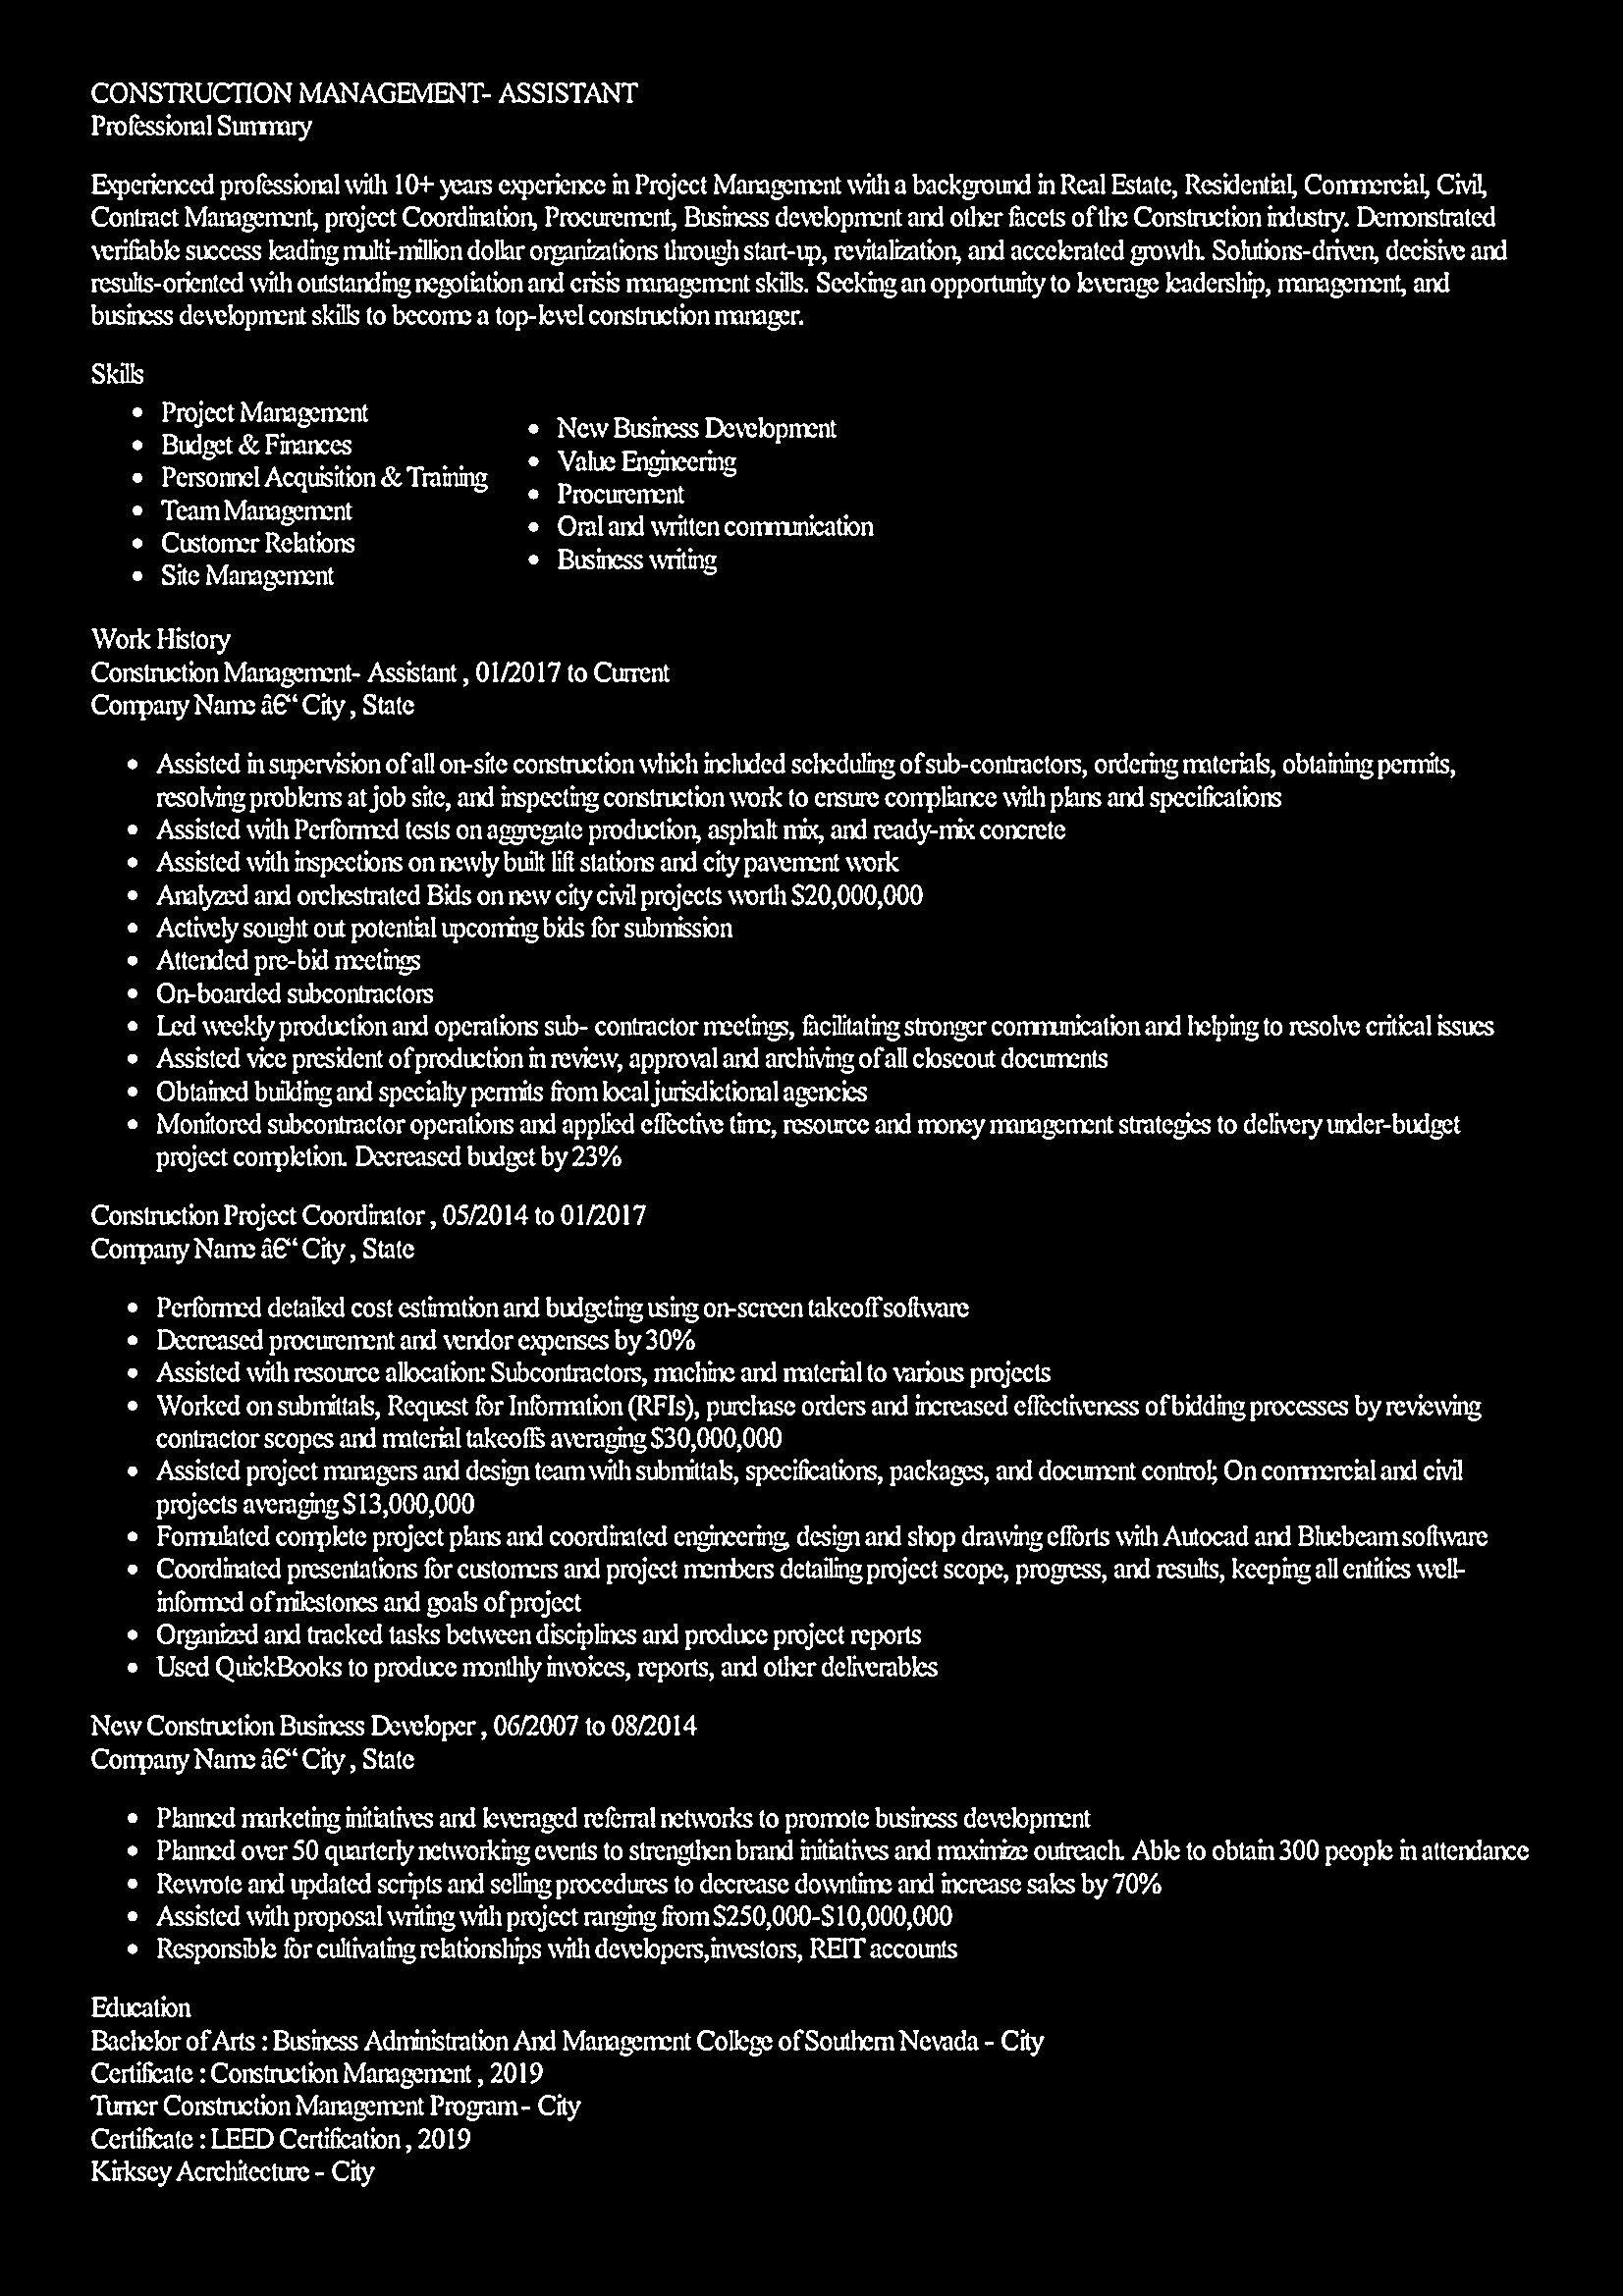 CONSTRUCTION MANAGEMENT- ASSISTANT
Professional Summary
Experienced professional with 10+ years experience in Project Management with a background in Real Estate, Residential, Commercial, Civil,
Contract Management, project Coordination, Procurement, Business development and other facets of the Construction industry. Demonstrated
verifiable success leading multi-million dollar organizations through start-up, revitalization, and accelerated growth. Solutions-driven, decisive and
results-oriented with outstanding negotiation and crisis management skills. Seeking an opportunity to leverage leadership, management, and
business development skills to become a top-level construction manager.
Skills
• Project Management
• Budget & Finances
• Personnel Acquisition & Training
• Team Management
• Customer Relations
• Site Management
• New Business Development
• Value Engineering
• Procurement
• Oral and written communication
• Business writing
Work History
Construction Management- Assistant , 01/2017 to Current
Company Name â€“ City , State
• Assisted in supervision of all on-site construction which included scheduling of sub-contractors, ordering materials, obtaining permits,
resolving problems at job site, and inspecting construction work to ensure compliance with plans and specifications
• Assisted with Performed tests on aggregate production, asphalt mix, and ready-mix concrete
• Assisted with inspections on newly built lift stations and city pavement work
• Analyzed and orchestrated Bids on new city civil projects worth $20,000,000
• Actively sought out potential upcoming bids for submission
• Attended pre-bid meetings
• On-boarded subcontractors
• Led weekly production and operations sub- contractor meetings, facilitating stronger communication and helping to resolve critical issues
• Assisted vice president of production in review, approval and archiving of all closeout documents
• Obtained building and specialty permits from local jurisdictional agencies
• Monitored subcontractor operations and applied effective time, resource and money management strategies to delivery under-budget
project completion. Decreased budget by 23%
Construction Project Coordinator , 05/2014 to 01/2017
Company Name â€“ City , State
• Performed detailed cost estimation and budgeting using on-screen takeoff software
• Decreased procurement and vendor expenses by 30%
• Assisted with resource allocation: Subcontractors, machine and material to various projects
• Worked on submittals, Request for Information (RFIs), purchase orders and increased effectiveness of bidding processes by reviewing
contractor scopes and material takeoffs averaging $30,000,000
• Assisted project managers and design team with submittals, specifications, packages, and document control; On commercial and civil
projects averaging $13,000,000
• Formulated complete project plans and coordinated engineering, design and shop drawing efforts with Autocad and Bluebeam software
• Coordinated presentations for customers and project members detailing project scope, progress, and results, keeping all entities well-
informed of milestones and goals of project
• Organized and tracked tasks between disciplines and produce project reports
• Used QuickBooks to produce monthly invoices, reports, and other deliverables
New Construction Business Developer , 06/2007 to 08/2014
Company Name â€“ City , State
• Planned marketing initiatives and leveraged referral networks to promote business development
• Planned over 50 quarterly networking events to strengthen brand initiatives and maximize outreach. Able to obtain 300 people in attendance
• Rewrote and updated scripts and selling procedures to decrease downtime and increase sales by 70%
• Assisted with proposal writing with project ranging from $250,000-$10,000,000
• Responsible for cultivating relationships with developers,investors, REIT accounts
Education
Bachelor of Arts : Business Administration And Management College of Southern Nevada - City
Certificate : Construction Management , 2019
Turner Construction Management Program - City
Certificate : LEED Certification , 2019
Kirksey Acrchitecture - City